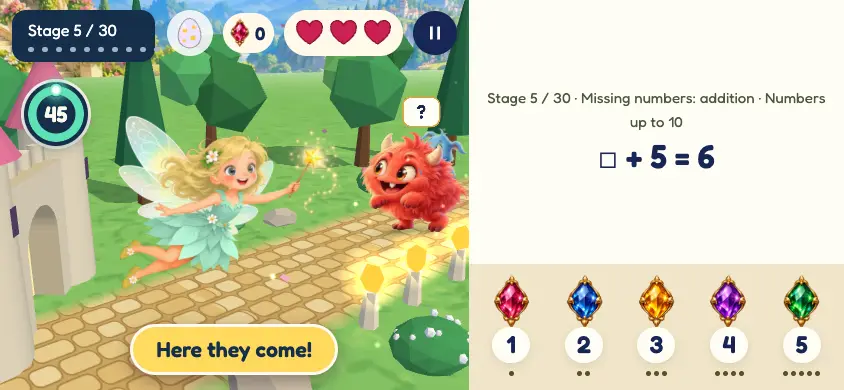 Stage 5 / 30
0
45
?
Here they come!
Stage 5 / 30 · Missing numbers: addition · Numbers
up to 10
□ + 5 = 6
1 2 3 4 5